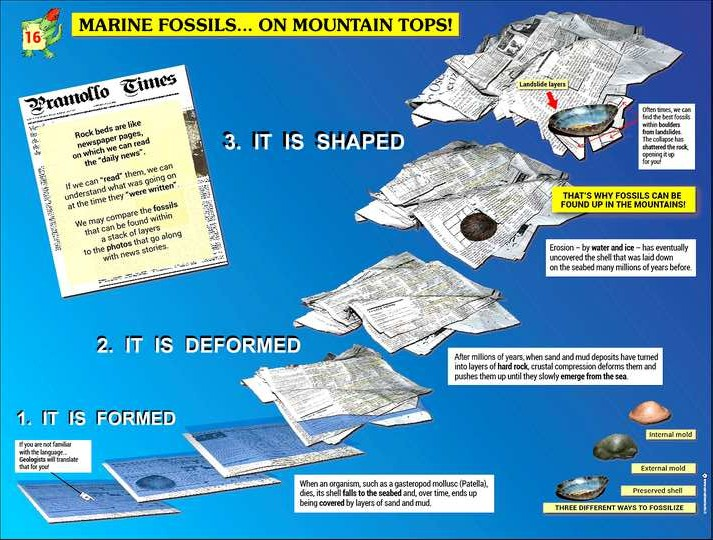 16
MARINE FOSSILS... ON MOUNTAIN TOPS!
Pramollo Times
Rock beds are like
newspaper pages,
on which we can read
the "daily news".
If we can "read" them, we can
understand what was going on
at the time they "were written".
We may compare the fossils
that can be found within
a stack of layers
to the photos that go along
with news stories.
3. IT IS SHAPED
Landslide layers
Often times, we can
find the best fossils
within boulders
from landslides.
The collapse has
shattered the rock,
opening it up
for you!
THAT'S WHY FOSSILS CAN BE
FOUND UP IN THE MOUNTAINS!
Erosion – by water and ice – has eventually
uncovered the shell that was laid down
on the seabed many millions of years before.
2. IT IS DEFORMED
After millions of years, when sand and mud deposits have turned
into layers of hard rock, crustal compression deforms them and
pushes them up until they slowly emerge from the sea.
1. IT IS FORMED
If you are not familiar
with the language...
Geologists will translate
that for you!
When an organism, such as a gasteropod mollusc (Patella),
dies, its shell falls to the seabed and, over time, ends up
being covered by layers of sand and mud.
Internal mold
External mold
Preserved shell
THREE DIFFERENT WAYS TO FOSSILIZE